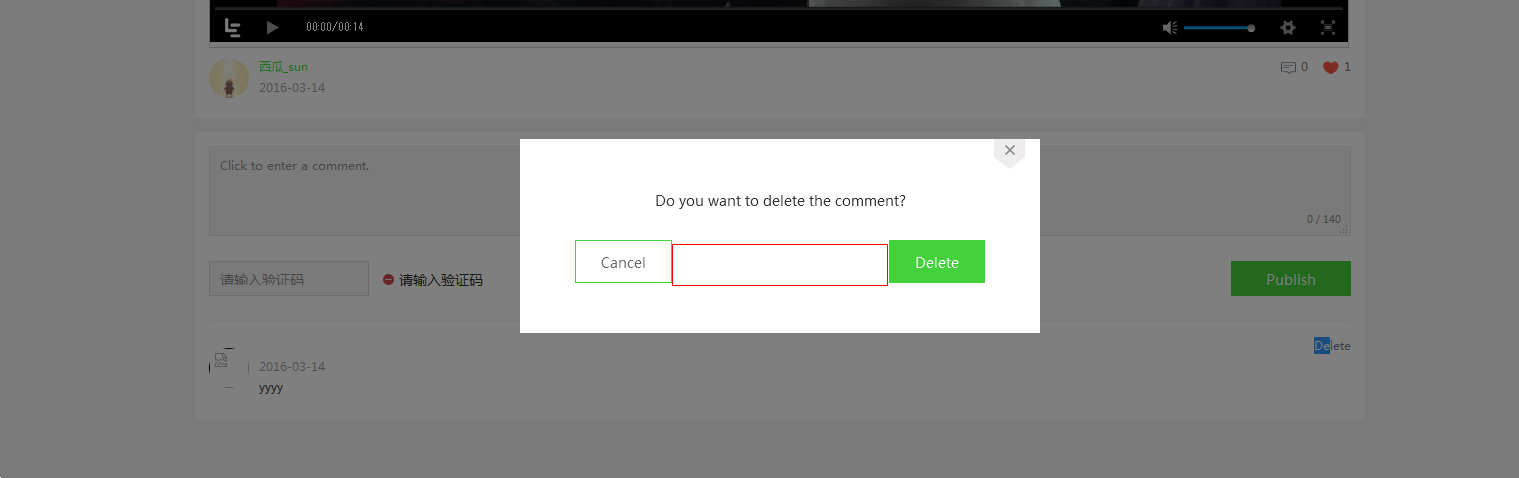 00:00/00:14
西瓜_sun
0
1
2016-03-14
Click to enter a comment.
0 / 140
Do you want to delete the comment?
Cancel
Delete
请输入验证码
请输入验证码
Publish
Delete
2016-03-14
yyyy